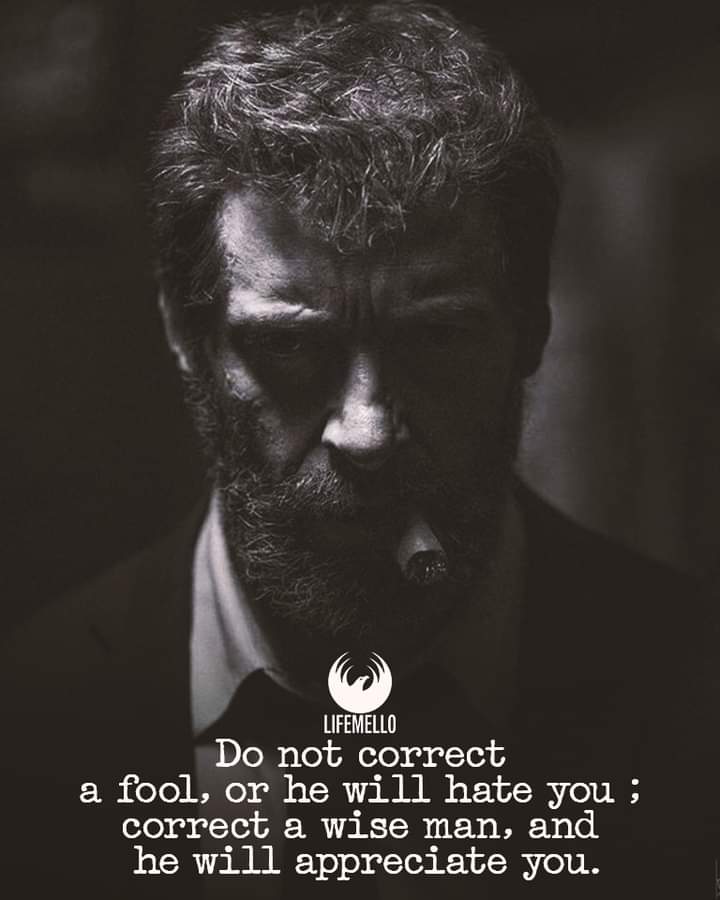 LIFEMELLO
Do not correct
a fool, or he will hate you ;
correct a wise man, and
he will appreciate you.